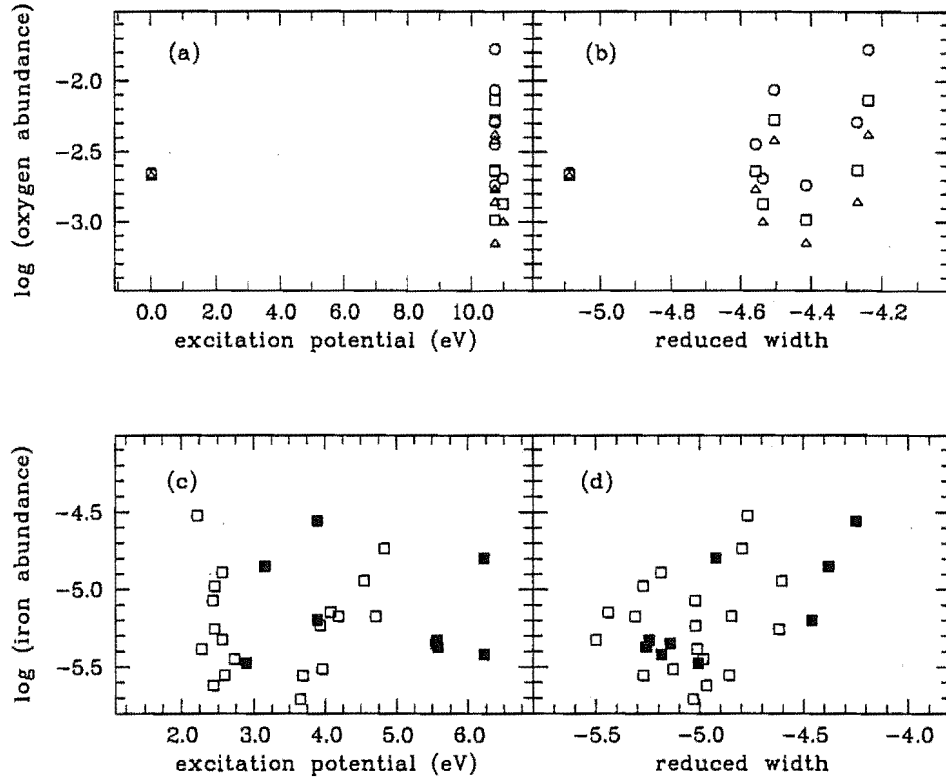 (a)
(b)
log (oxygen abundance)
−2.0
−2.5
−3.0
0.0 2.0 4.0 6.0 8.0 10.0
−5.0 −4.8 −4.6 −4.4 −4.2
excitation potential (eV)
reduced width
(c)
(d)
log (iron abundance)
−4.5
−5.0
−5.5
2.0 3.0 4.0 5.0 6.0
−5.5 −5.0 −4.5 −4.0
excitation potential (eV)
reduced width